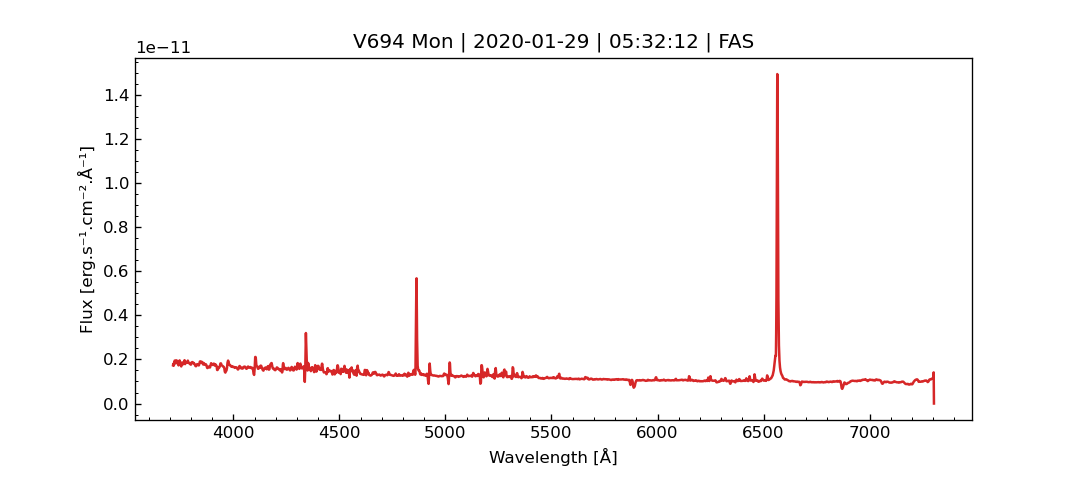 V694 Mon | 2020-01-29 | 05:32:12 | FAS
1e−11
1.4
1.2
1.0
0.8
0.6
0.4
0.2
0.0
Flux [erg.s⁻¹.cm⁻².Å⁻¹]
4000 4500 5000 5500 6000 6500 7000
Wavelength [Å]